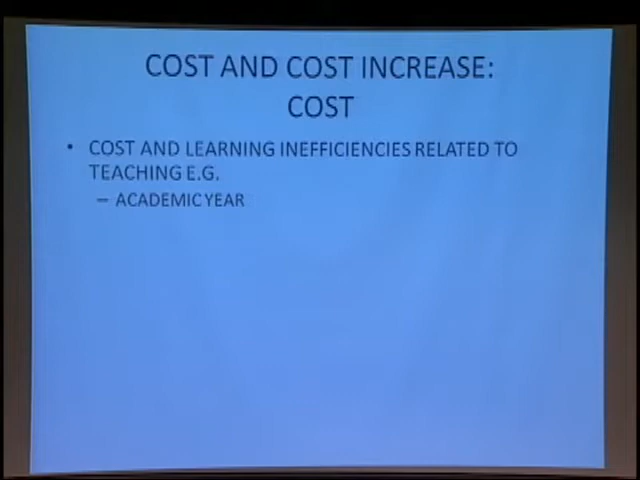 COST AND COST INCREASE:
COST
• COST AND LEARNING INEFFICIENCIES RELATED TO
TEACHING E.G.
– ACADEMIC YEAR